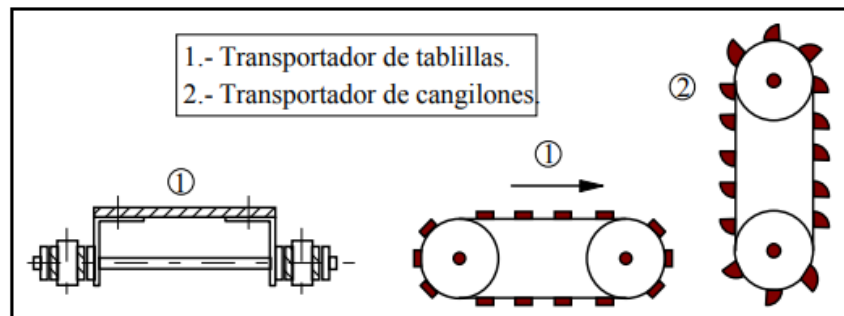 1.- Transportador de tablillas.
2.- Transportador de cangilones.
①
①
②